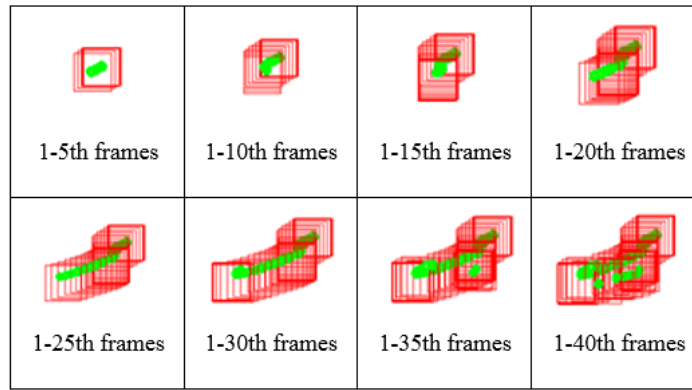 1-5th frames
1-10th frames
1-15th frames
1-20th frames
1-25th frames
1-30th frames
1-35th frames
1-40th frames